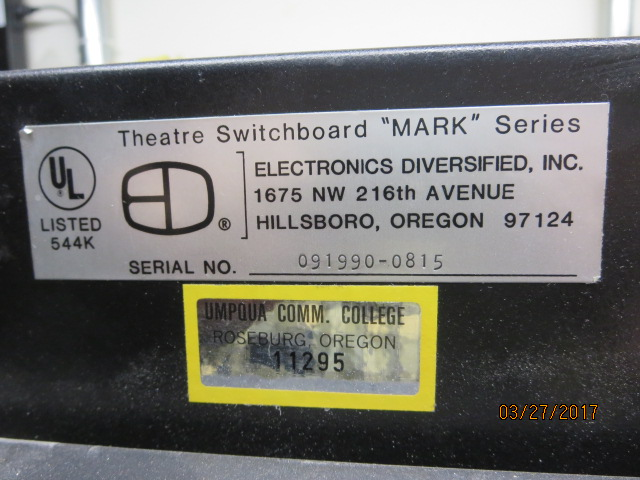 Theatre Switchboard "MARK" Series
UL
LISTED
544K
ED
®
ELECTRONICS DIVERSIFIED, INC.
1675 NW 216th AVENUE
HILLSBORO, OREGON 97124
SERIAL NO. 091990-0815
UMPQUA COMM. COLLEGE
ROSEBURG, OREGON
11295
03/27/2017